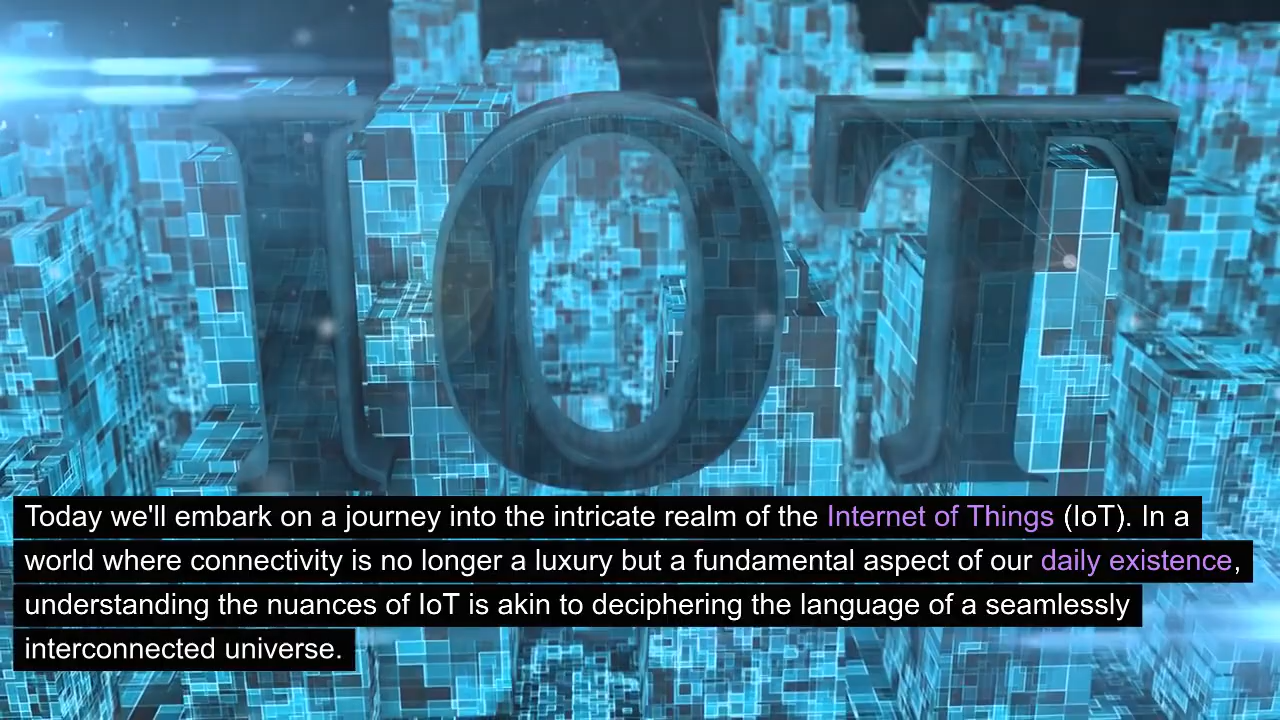 IOT
Today we'll embark on a journey into the intricate realm of the Internet of Things (IoT). In a
world where connectivity is no longer a luxury but a fundamental aspect of our daily existence,
understanding the nuances of IoT is akin to deciphering the language of a seamlessly
interconnected universe.